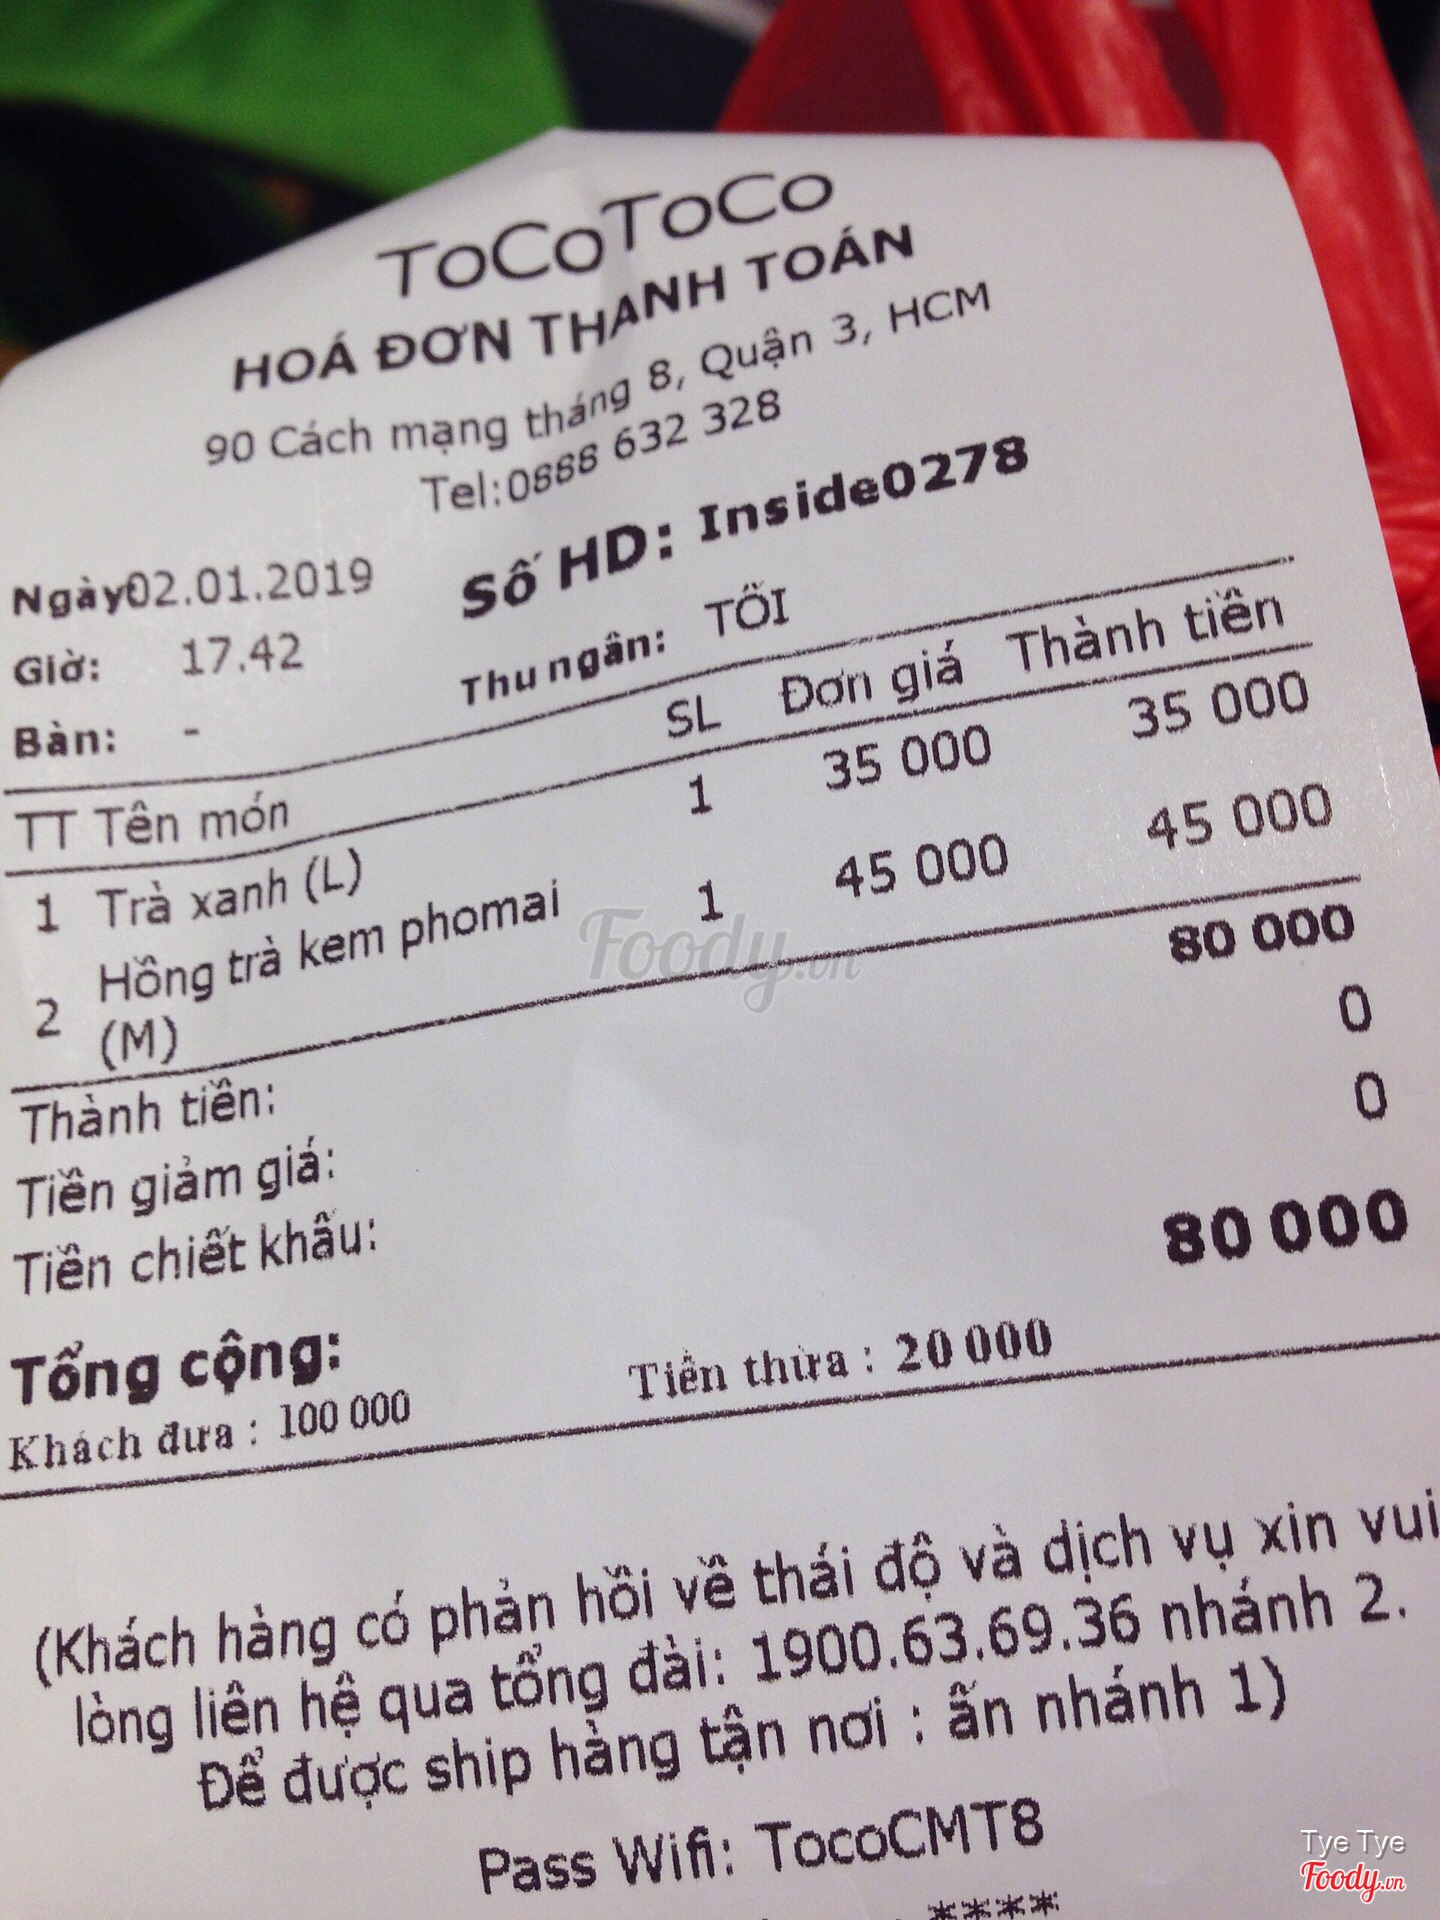 ToCoToCo
HOÁ ĐƠN THANH TOÁN
90 Cách mạng tháng 8, Quận 3, HCM
Tel:0888 632 328
Số HD: Inside0278
Ngày: 02.01.2019
Giờ: 17.42 Thu ngân: TỐI
Bàn: -
TT Tên món SL Đơn giá Thành tiền
1 Trà xanh (L) 1 35 000 35 000
2 Hồng trà kem phomai (M) 1 45 000 45 000
Thành tiền: 80 000
Tiền giảm giá: 0
Tiền chiết khấu: 0
Tổng cộng: 80 000
Khách đưa : 100 000 Tiền thừa : 20 000
(Khách hàng có phản hồi về thái độ và dịch vụ xin vui
lòng liên hệ qua tổng đài: 1900.63.69.36 nhánh 2.
Để được ship hàng tận nơi : ấn nhánh 1)
Pass Wifi: TocoCMT8
****
Foody.vn
Tye Tye
Foody.vn